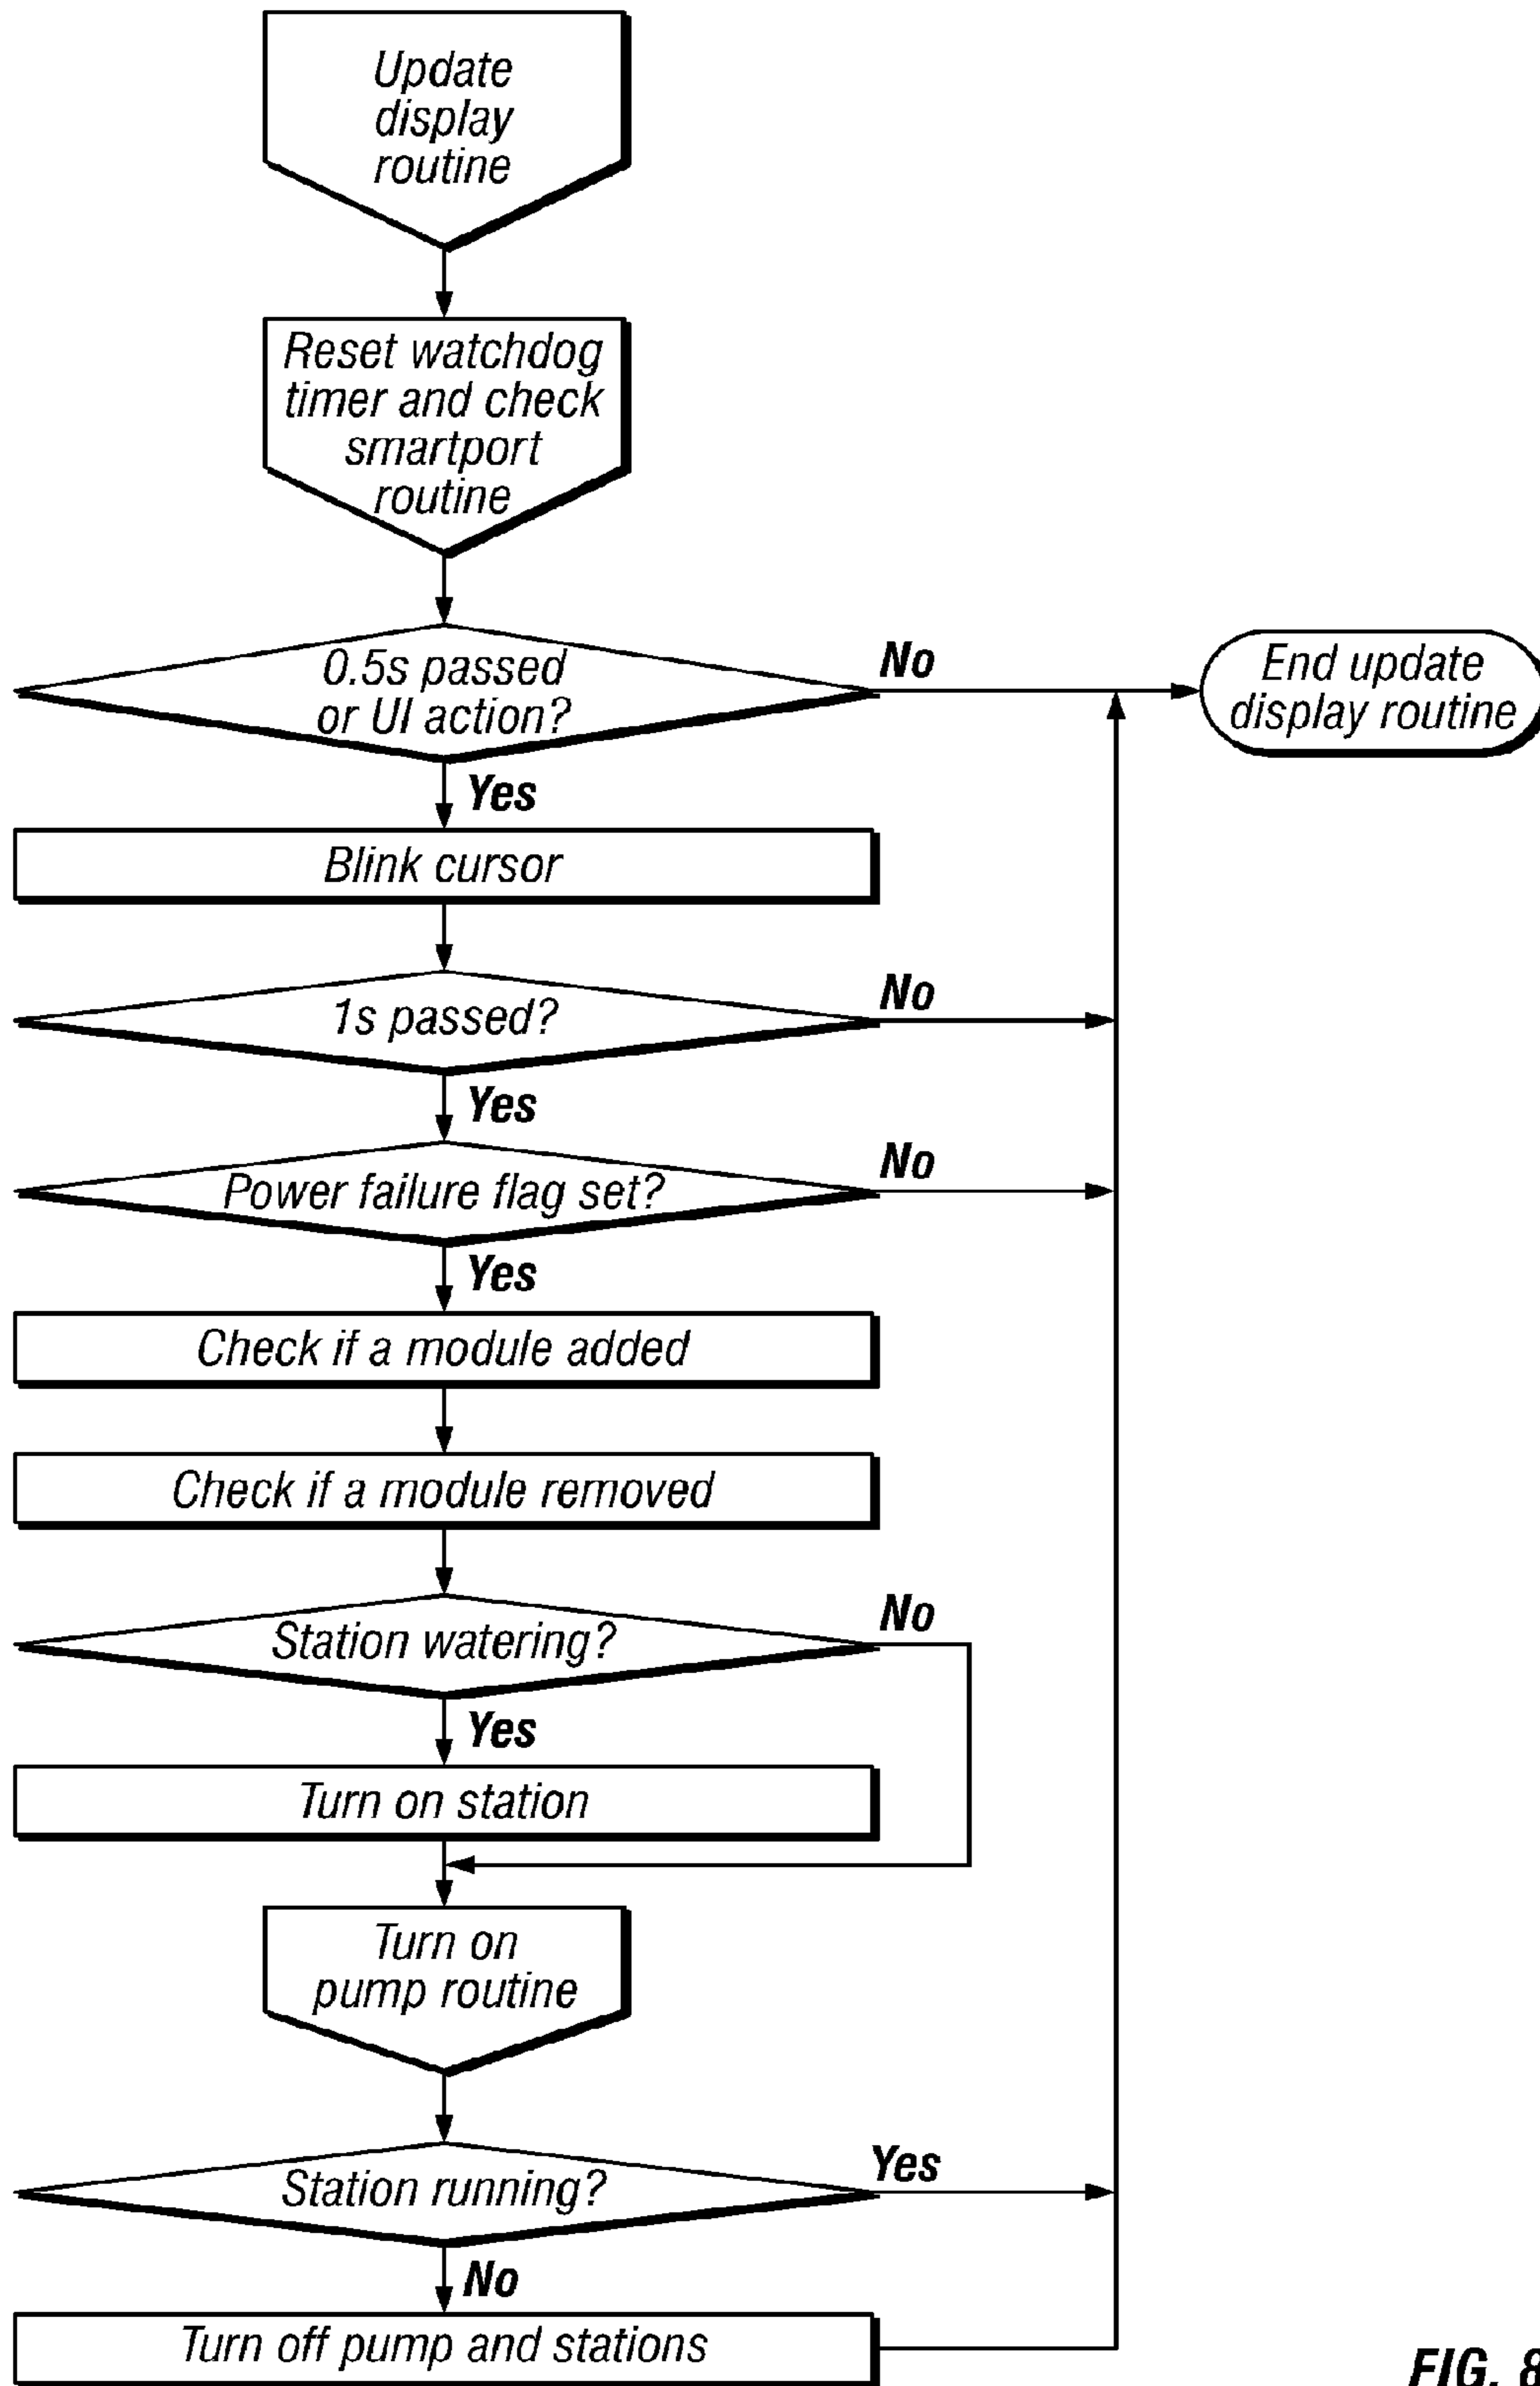 Update
display
routine
Reset watchdog
timer and check
smartport
routine
0.5s passed
or UI action?
No
End update
display routine
Yes
Blink cursor
1s passed?
No
Yes
Power failure flag set?
No
Yes
Check if a module added
Check if a module removed
Station watering?
No
Yes
Turn on station
Turn on
pump routine
Station running?
Yes
No
Turn off pump and stations
FIG. 8